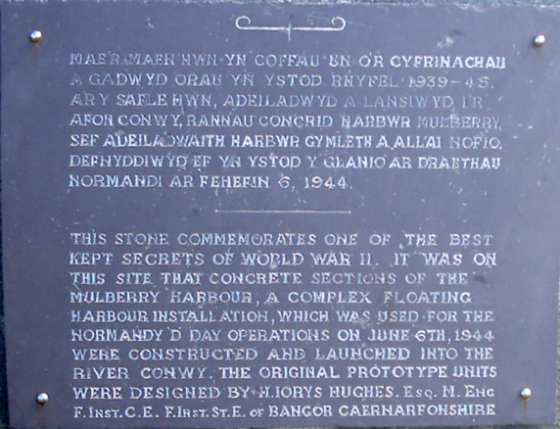 MAE'R MAEN HWN YN COFFAU UN O'R CYFRINACHAU
A GADWYD ORAU YN YSTOD RHYFEL 1939-45.
AR Y SAFLE HWN, ADEILADWYD A LANSIWYD I'R
AFON CONWY, RANNAU CONCRID HARBWR MULBERRY,
SEF ADEILADWAITH HARBWR GYMLETH A ALLAI NOFIO.
DEFNYDDIWYD EF YN YSTOD Y GLANIO AR DRAETHAU
NORMANDI AR FEHEFIN 6, 1944.
THIS STONE COMMEMORATES ONE OF THE BEST
KEPT SECRETS OF WORLD WAR II. IT WAS ON
THIS SITE THAT CONCRETE SECTIONS OF THE
MULBERRY HARBOUR, A COMPLEX FLOATING
HARBOUR INSTALLATION, WHICH WAS USED FOR THE
NORMANDY D DAY OPERATIONS ON JUNE 6TH, 1944
WERE CONSTRUCTED AND LAUNCHED INTO THE
RIVER CONWY. THE ORIGINAL PROTOTYPE UNITS
WERE DESIGNED BY H.IORYS HUGHES. ESQ. M. ENG
F. INST. C.E. F. INST. ST. E. OF BANGOR CAERNARFONSHIRE